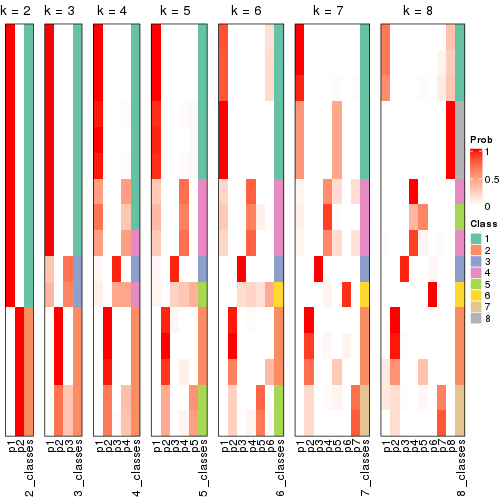 k = 2 k = 3 k = 4 k = 5 k = 6 k = 7 k = 8
Prob
1
0.5
0
Class
1
2
3
4
5
6
7
8
p1 p2 2_classes
p1 p2 p3 3_classes
p1 p2 p3 p4 4_classes
p1 p2 p3 p4 p5 5_classes
p1 p2 p3 p4 p5 p6 6_classes
p1 p2 p3 p4 p5 p6 p7 7_classes
p1 p2 p3 p4 p5 p6 p7 p8 8_classes